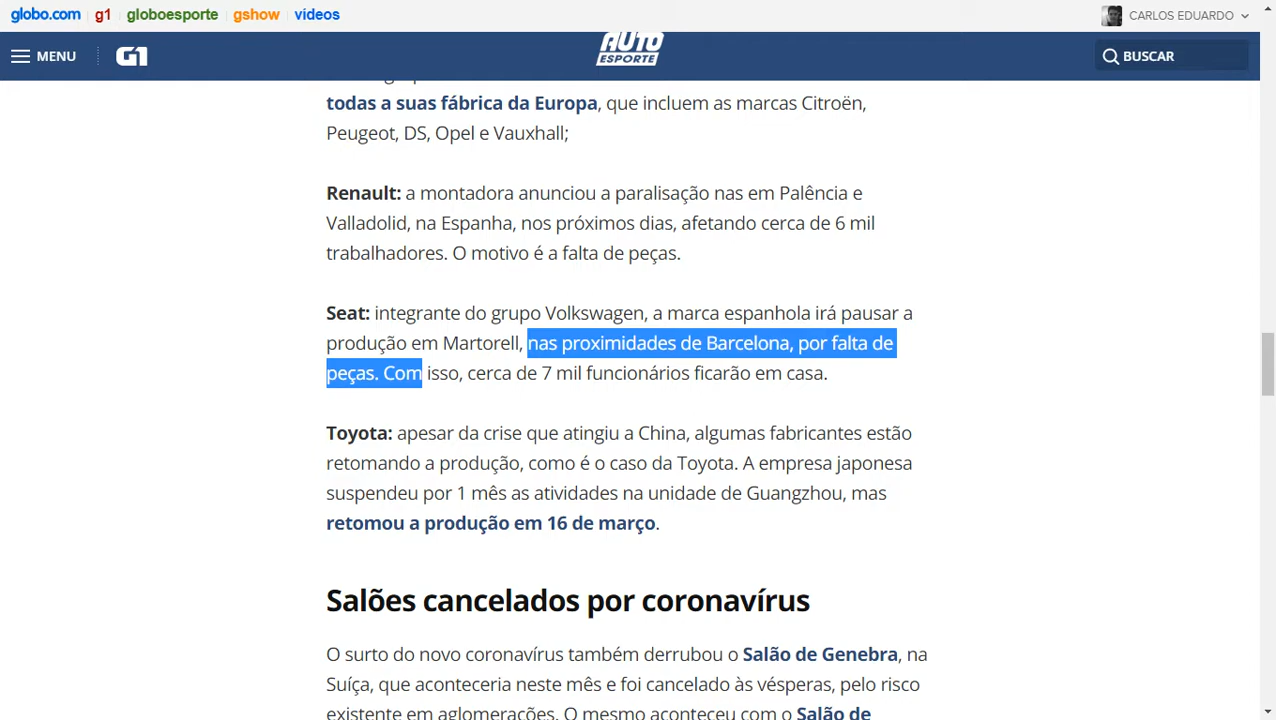 globo.com g1 globoesporte gshow vídeos CARLOS EDUARDO
MENU G1 AUTO ESPORTE BUSCAR
todas a suas fábrica da Europa, que incluem as marcas Citroën,
Peugeot, DS, Opel e Vauxhall;
Renault: a montadora anunciou a paralisação nas em Palência e
Valladolid, na Espanha, nos próximos dias, afetando cerca de 6 mil
trabalhadores. O motivo é a falta de peças.
Seat: integrante do grupo Volkswagen, a marca espanhola irá pausar a
produção em Martorell, nas proximidades de Barcelona, por falta de
peças. Com isso, cerca de 7 mil funcionários ficarão em casa.
Toyota: apesar da crise que atingiu a China, algumas fabricantes estão
retomando a produção, como é o caso da Toyota. A empresa japonesa
suspendeu por 1 mês as atividades na unidade de Guangzhou, mas
retomou a produção em 16 de março.
Salões cancelados por coronavírus
O surto do novo coronavírus também derrubou o Salão de Genebra, na
Suíça, que aconteceria neste mês e foi cancelado às vésperas, pelo risco
existente em aglomerações. O mesmo aconteceu com o Salão de